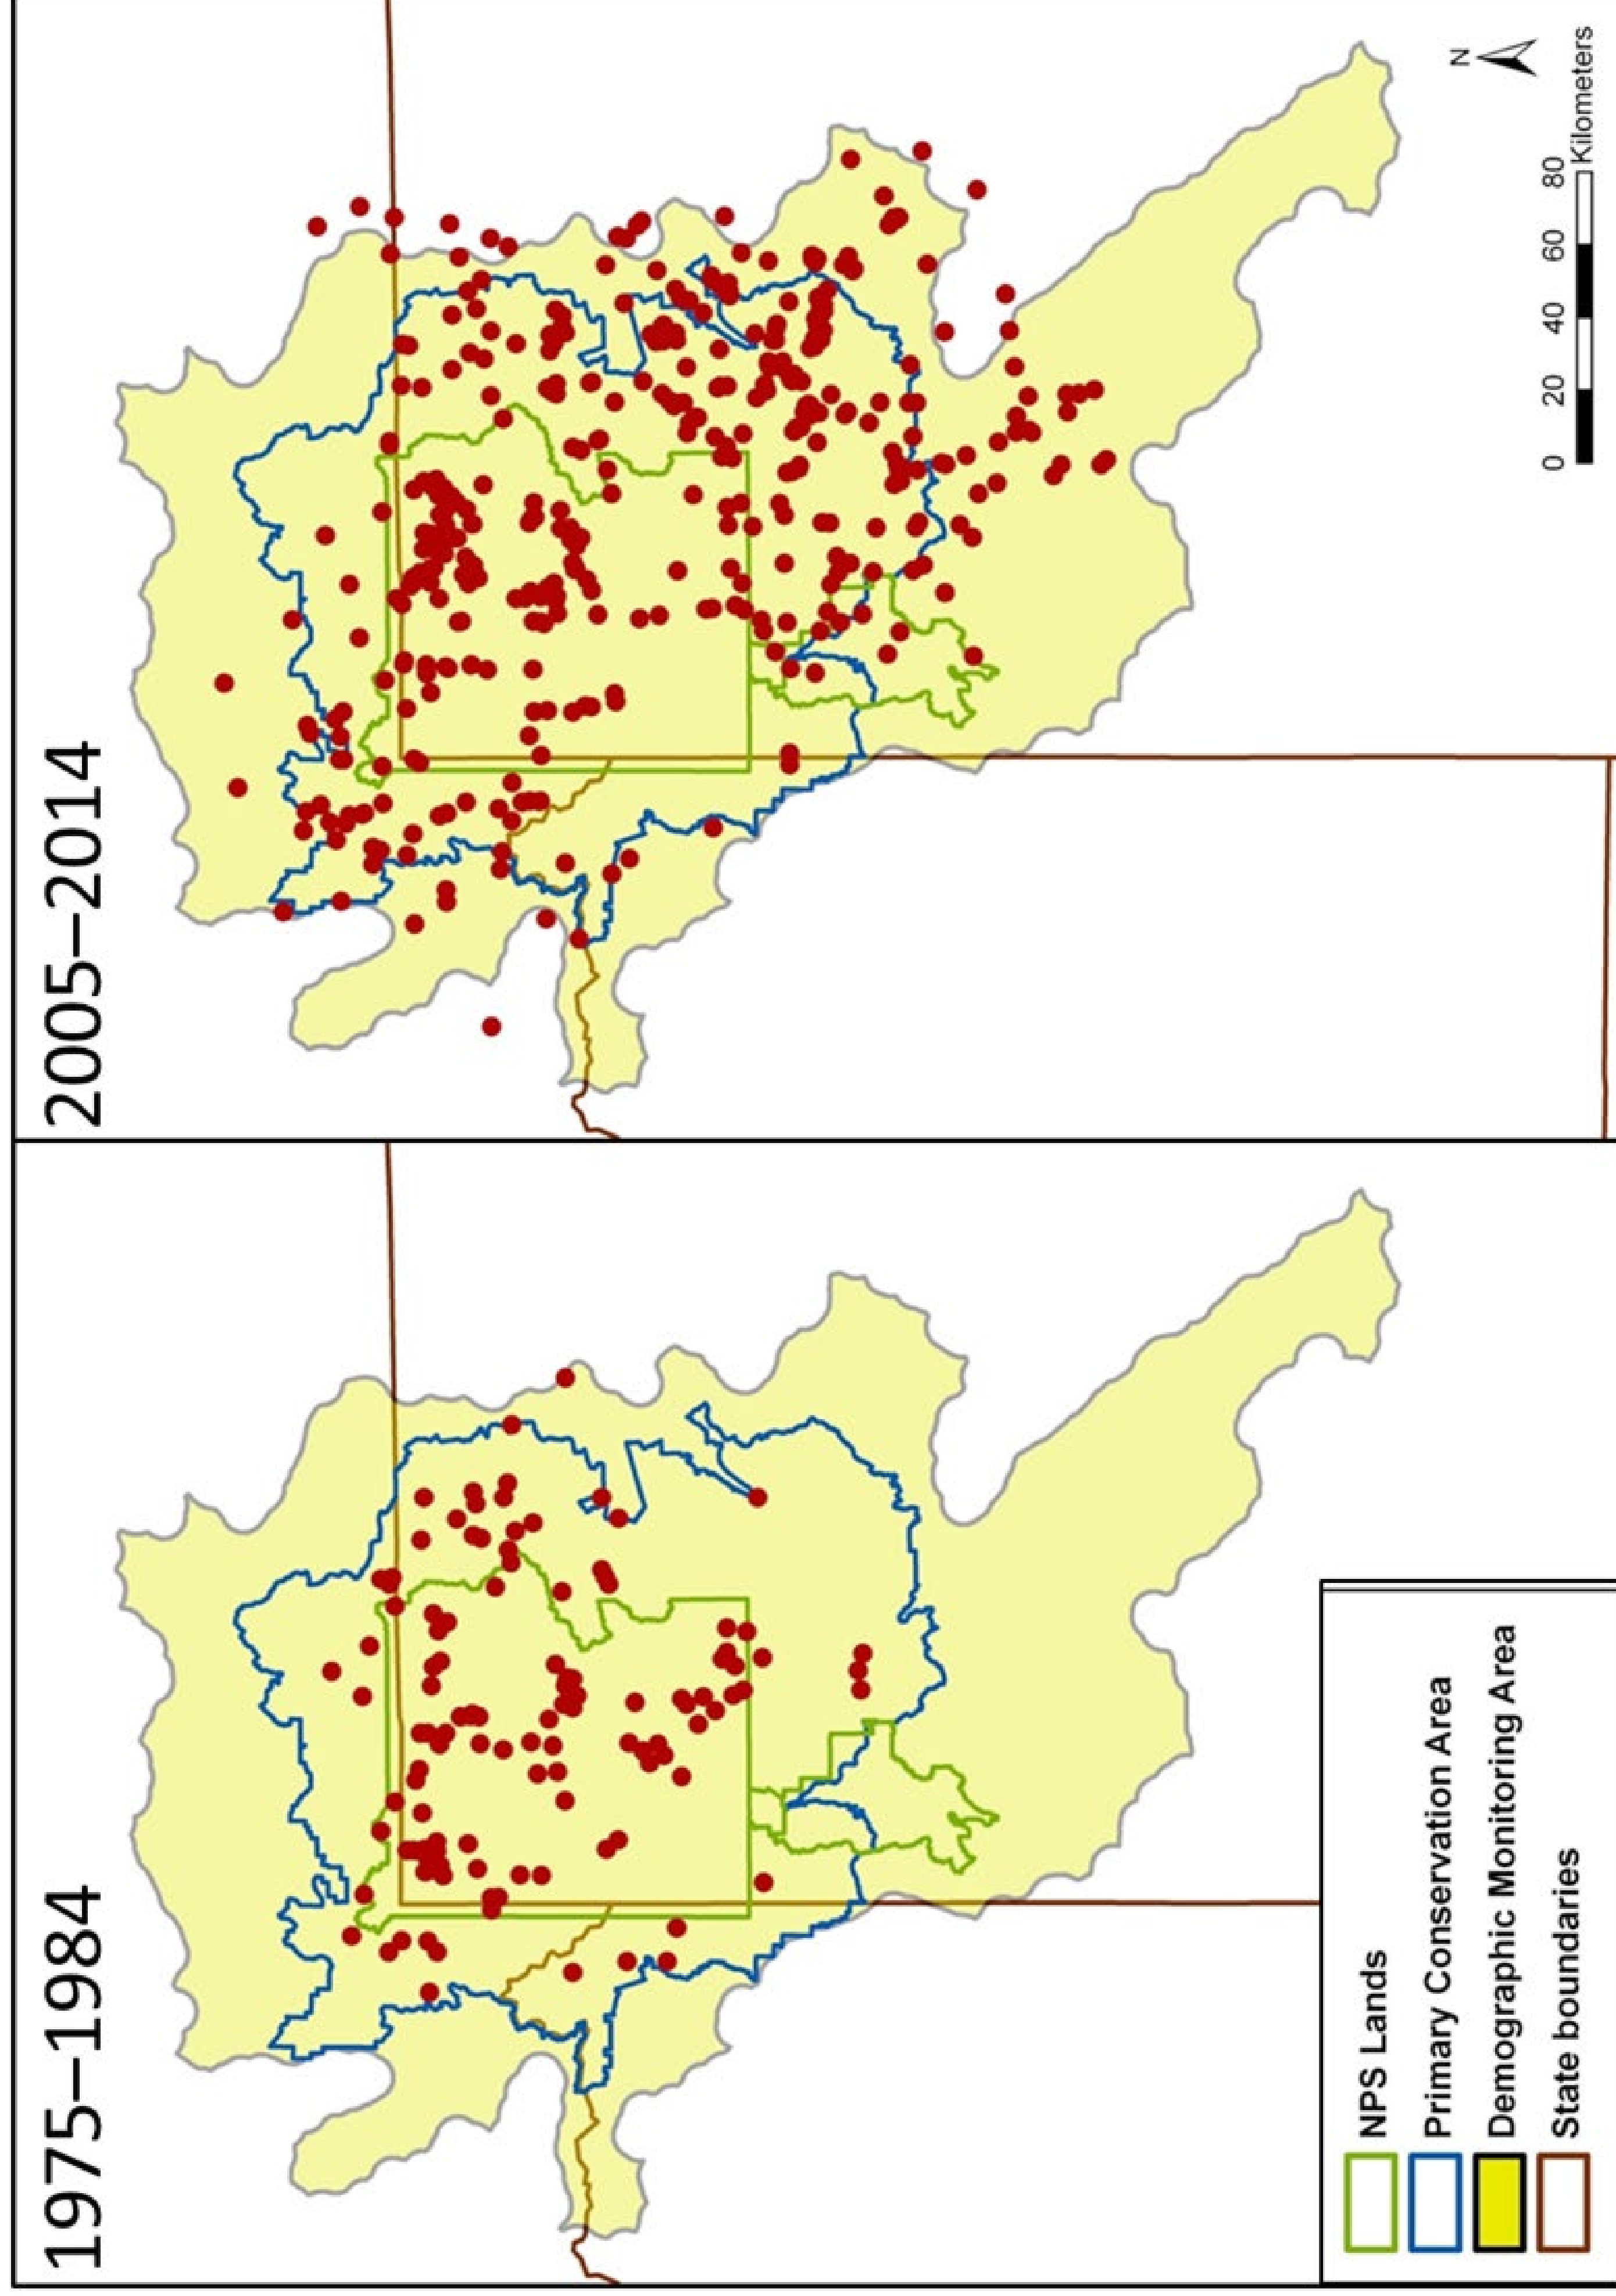 1975–1984
2005–2014
NPS Lands
Primary Conservation Area
Demographic Monitoring Area
State boundaries
N
0 20 40 60 80
Kilometers